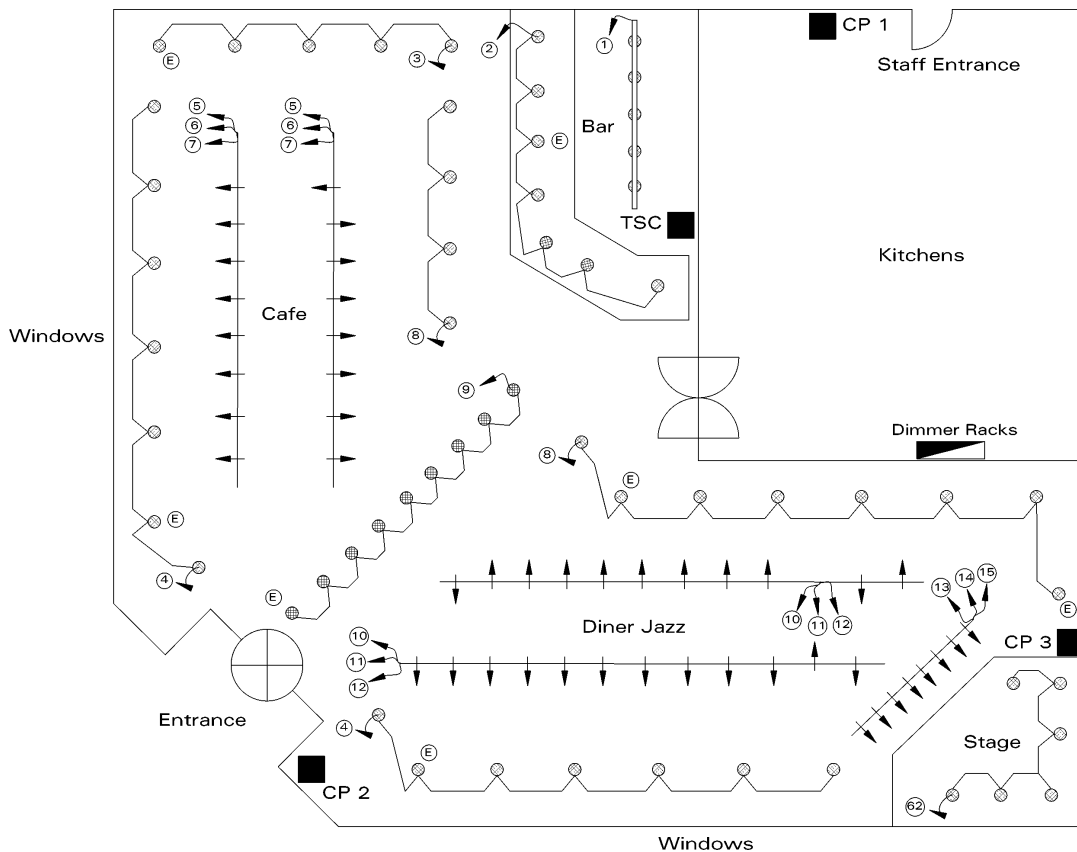 CP 1
2
1
3
E
Staff Entrance
5
5
6
6
7
7
Bar
E
TSC
Kitchens
Cafe
Windows
8
9
Dimmer Racks
8
E
E
4
E
10
11
12
13
14
15
E
Diner Jazz
10
11
12
CP 3
Entrance
4
E
Stage
CP 2
62
Windows